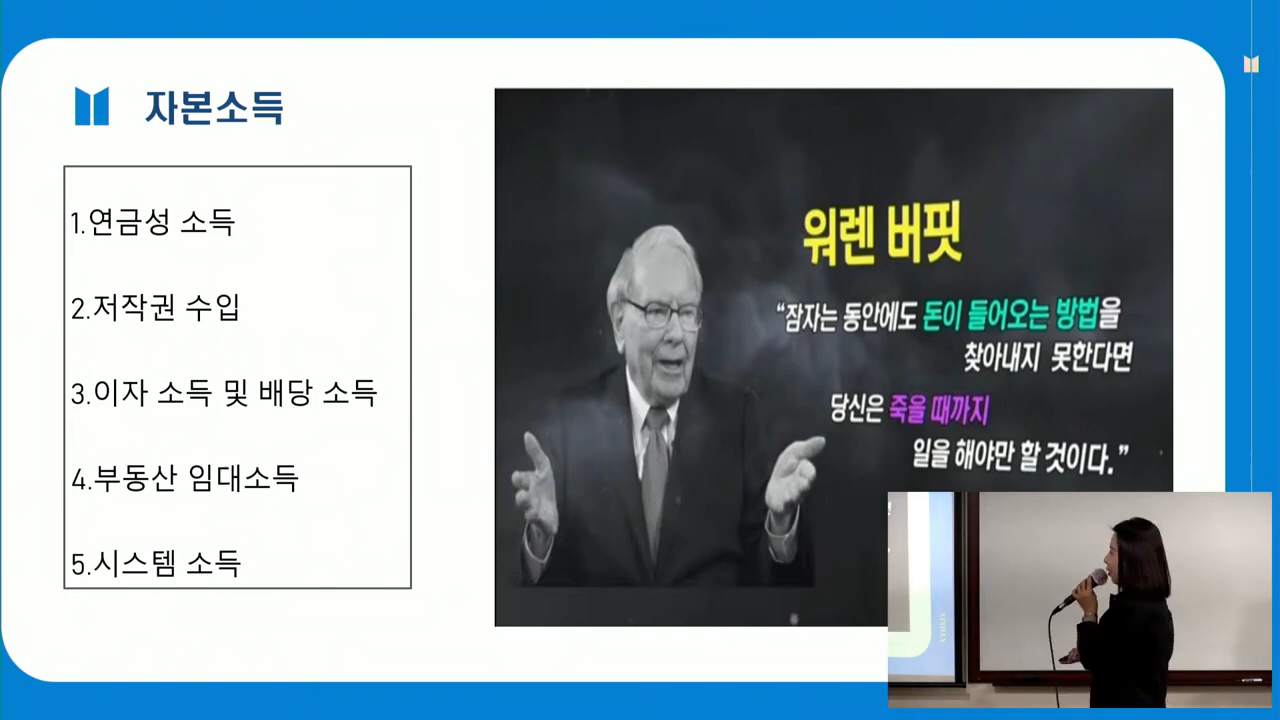 자본소득
1.연금성 소득
2.저작권 수입
3.이자 소득 및 배당 소득
4.부동산 임대소득
5.시스템 소득
워렌 버핏
“잠자는 동안에도 돈이 들어오는 방법을
찾아내지 못한다면
당신은 죽을 때까지
일을 해야만 할 것이다.”